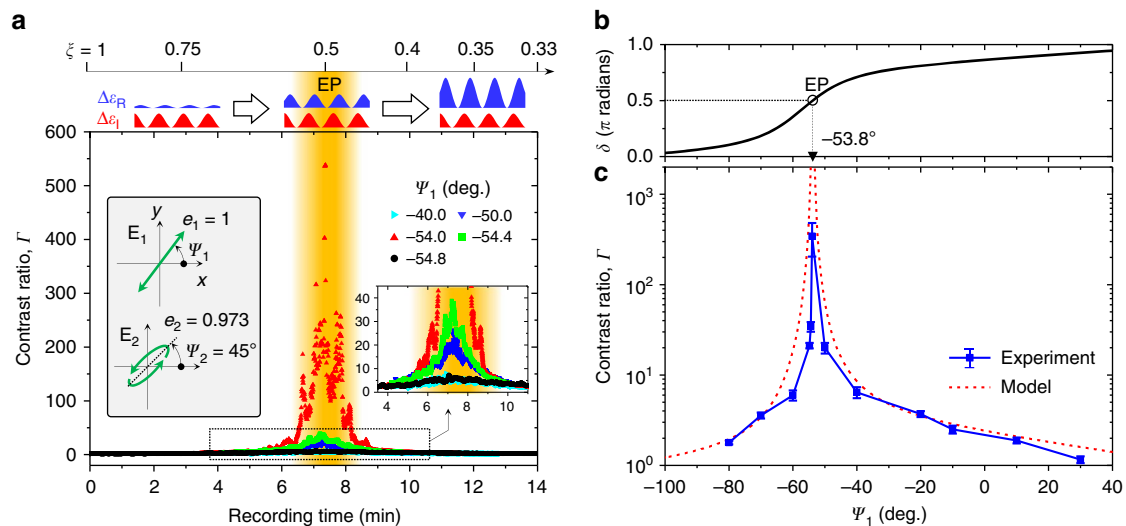 a
ξ = 1 0.75 0.5 0.4 0.35 0.33
EP
Δε_R
Δε_I
600
500
400
300
200
100
0
Contrast ratio, Γ
0 2 4 6 8 10 12 14
Recording time (min)
y
E₁
e₁ = 1
Ψ₁
x
E₂
e₂ = 0.973
Ψ₂ = 45°
Ψ₁ (deg.)
−40.0 −50.0
−54.0 −54.4
−54.8
40
30
20
10
0
4 6 8 10
b
1.0
0.5
0.0
δ (π radians)
EP
−53.8°
c
10³
10²
10¹
10⁰
Contrast ratio, Γ
Experiment
Model
−100 −80 −60 −40 −20 0 20 40
Ψ₁ (deg.)